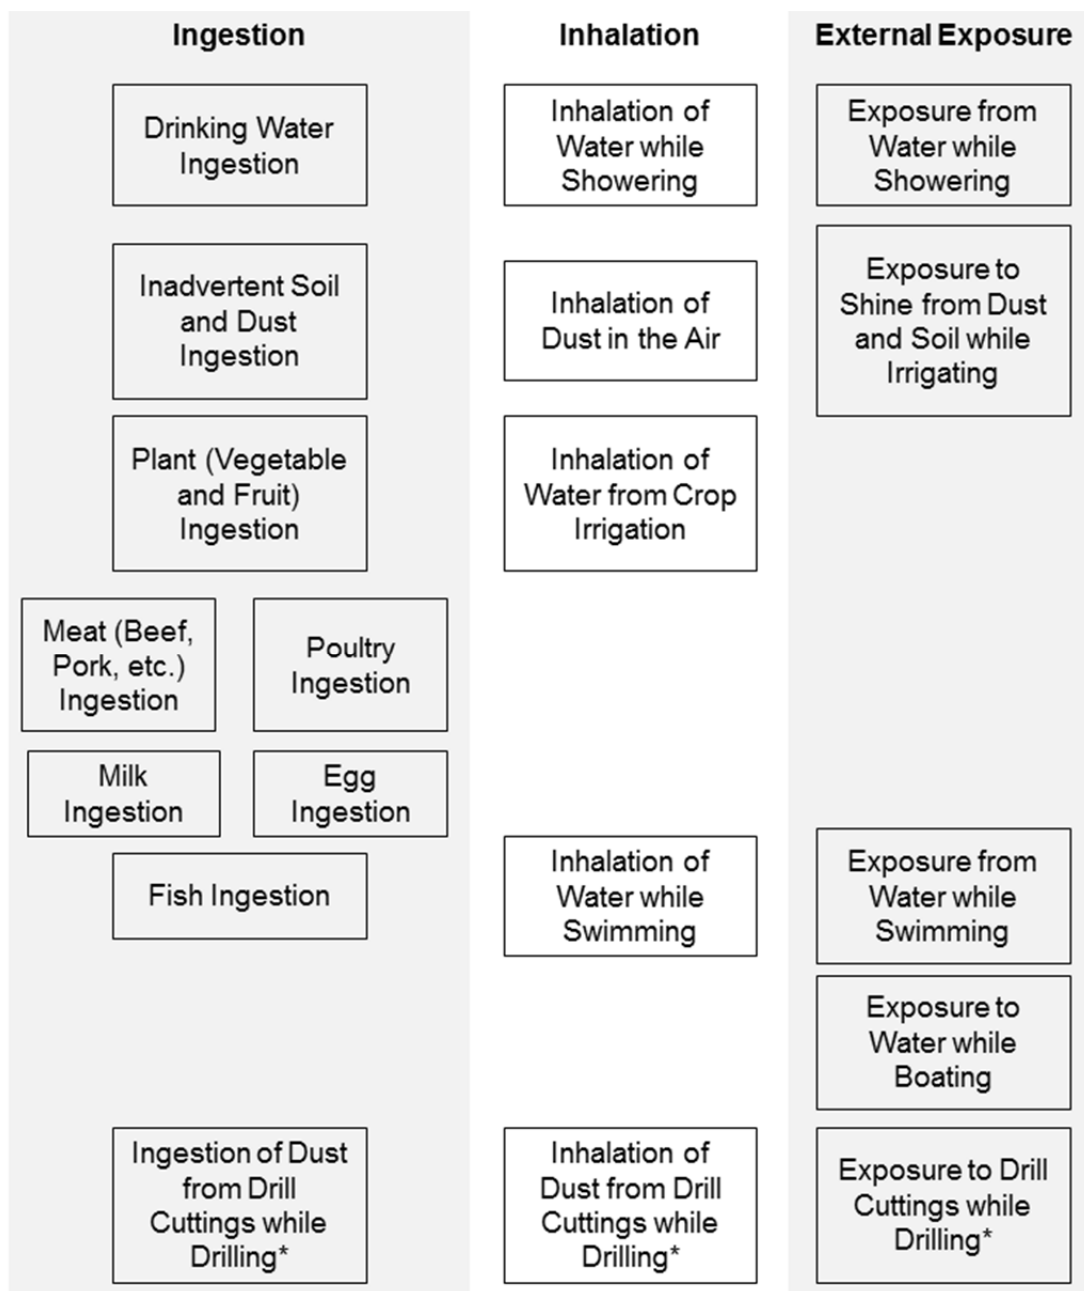 Ingestion
Inhalation
External Exposure
Drinking Water
Ingestion
Inhalation of
Water while
Showering
Exposure from
Water while
Showering
Inadvertent Soil
and Dust
Ingestion
Inhalation of
Dust in the Air
Exposure to
Shine from Dust
and Soil while
Irrigating
Plant (Vegetable
and Fruit)
Ingestion
Inhalation of
Water from Crop
Irrigation
Meat (Beef,
Pork, etc.)
Ingestion
Poultry
Ingestion
Milk
Ingestion
Egg
Ingestion
Fish Ingestion
Inhalation of
Water while
Swimming
Exposure from
Water while
Swimming
Exposure to
Water while
Boating
Ingestion of Dust
from Drill
Cuttings while
Drilling*
Inhalation of
Dust from Drill
Cuttings while
Drilling*
Exposure to Drill
Cuttings while
Drilling*